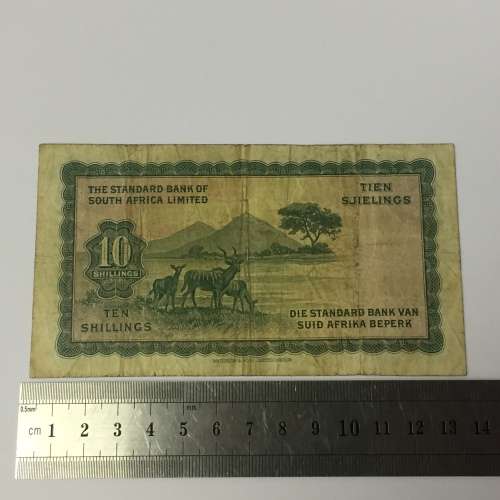 THE STANDARD BANK OF
SOUTH AFRICA LIMITED
TIEN
SJIELINGS
10
SHILLINGS
TEN
SHILLINGS
DIE STANDARD BANK VAN
SUID AFRIKA BEPERK
0.5mm
mm
cm 1 2 3 4 5 6 7 8 9 10 11 12 13 14